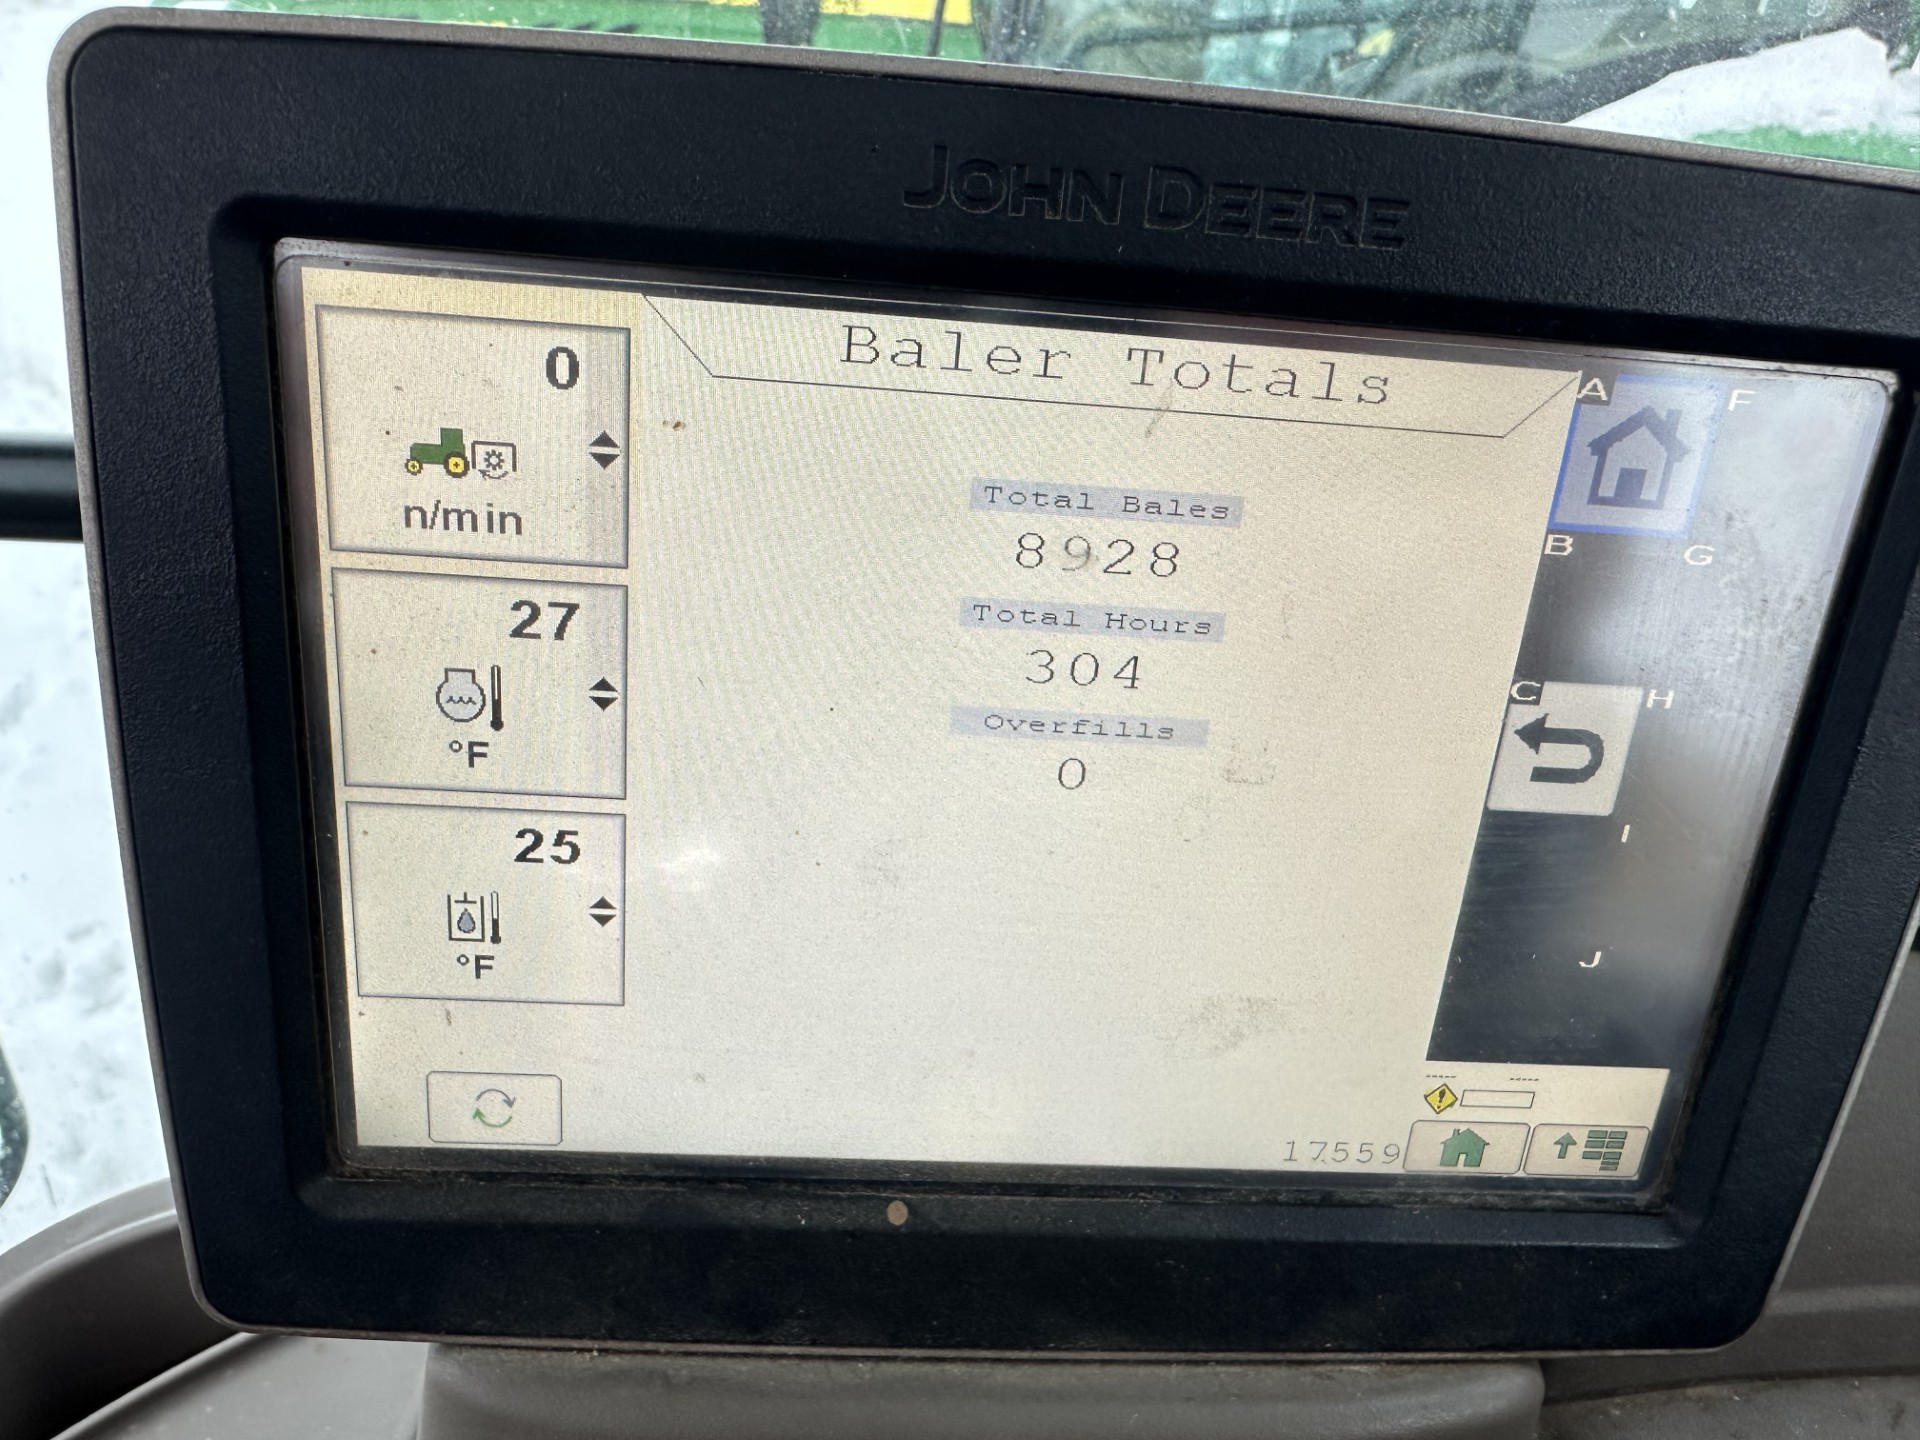 JOHN DEERE
Baler Totals
0
n/min
27
°F
25
°F
Total Bales
8928
Total Hours
304
Overfills
0
A
F
B
G
C
H
I
J
17559